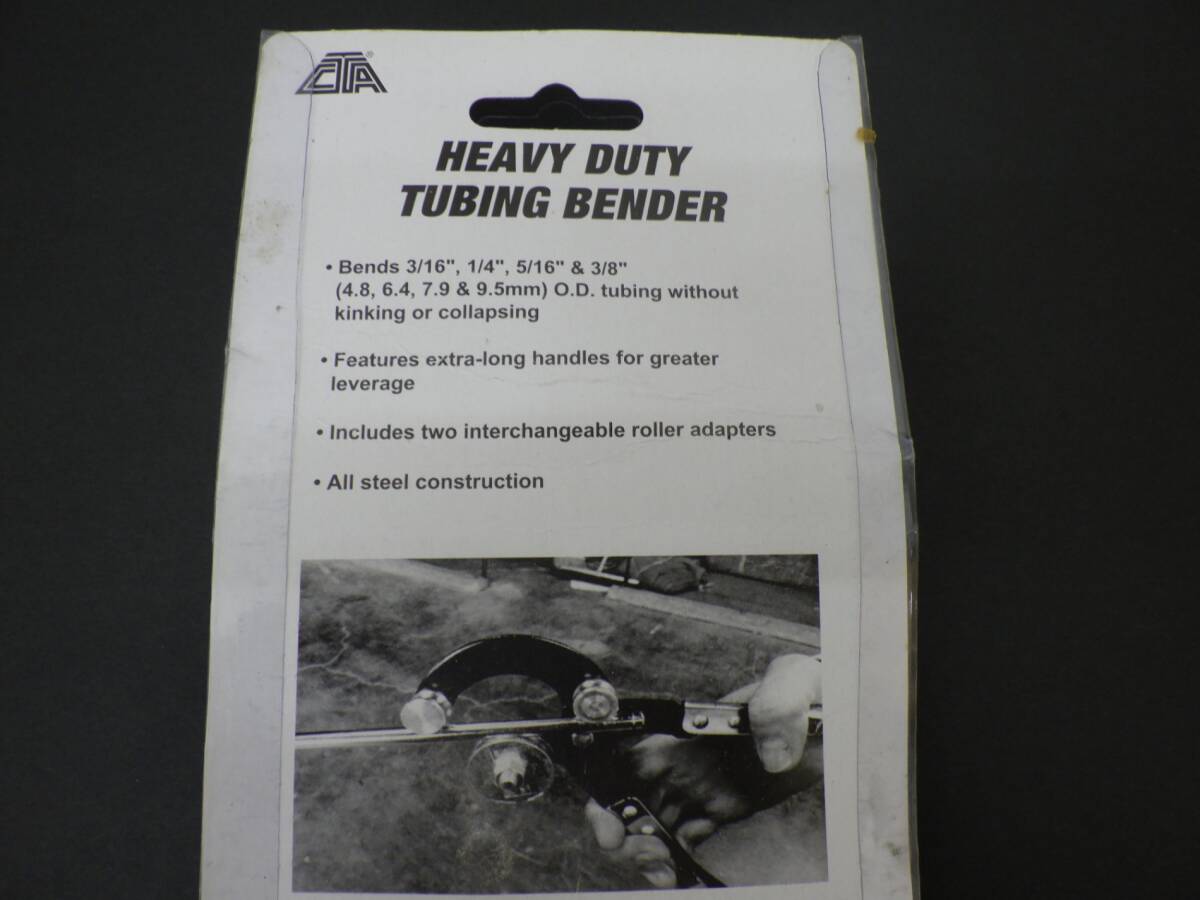 CTA®
HEAVY DUTY
TUBING BENDER
• Bends 3/16", 1/4", 5/16" & 3/8"
(4.8, 6.4, 7.9 & 9.5mm) O.D. tubing without
kinking or collapsing
• Features extra-long handles for greater
leverage
• Includes two interchangeable roller adapters
• All steel construction